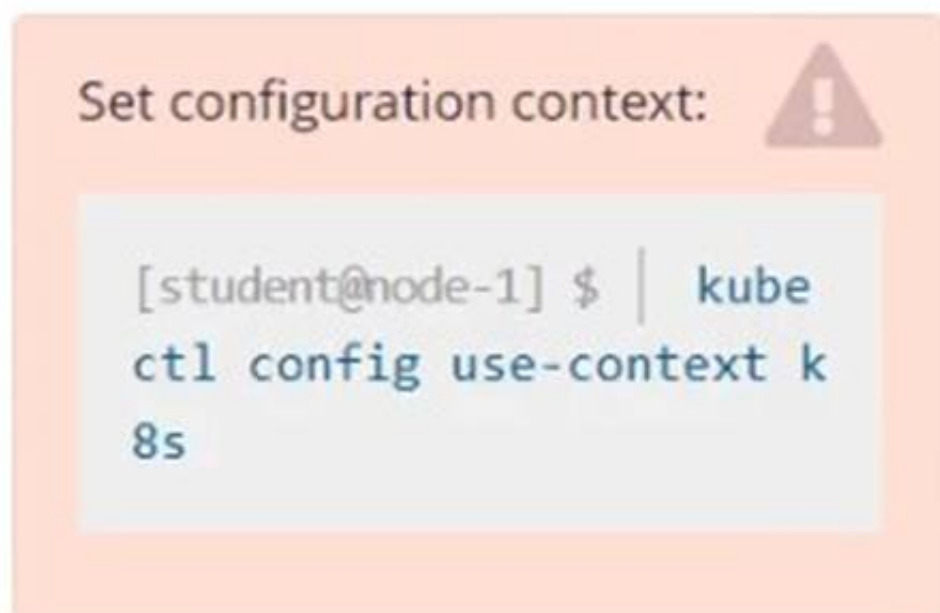 Set configuration context:
[student@node-1] $ | kube
ctl config use-context k
8s